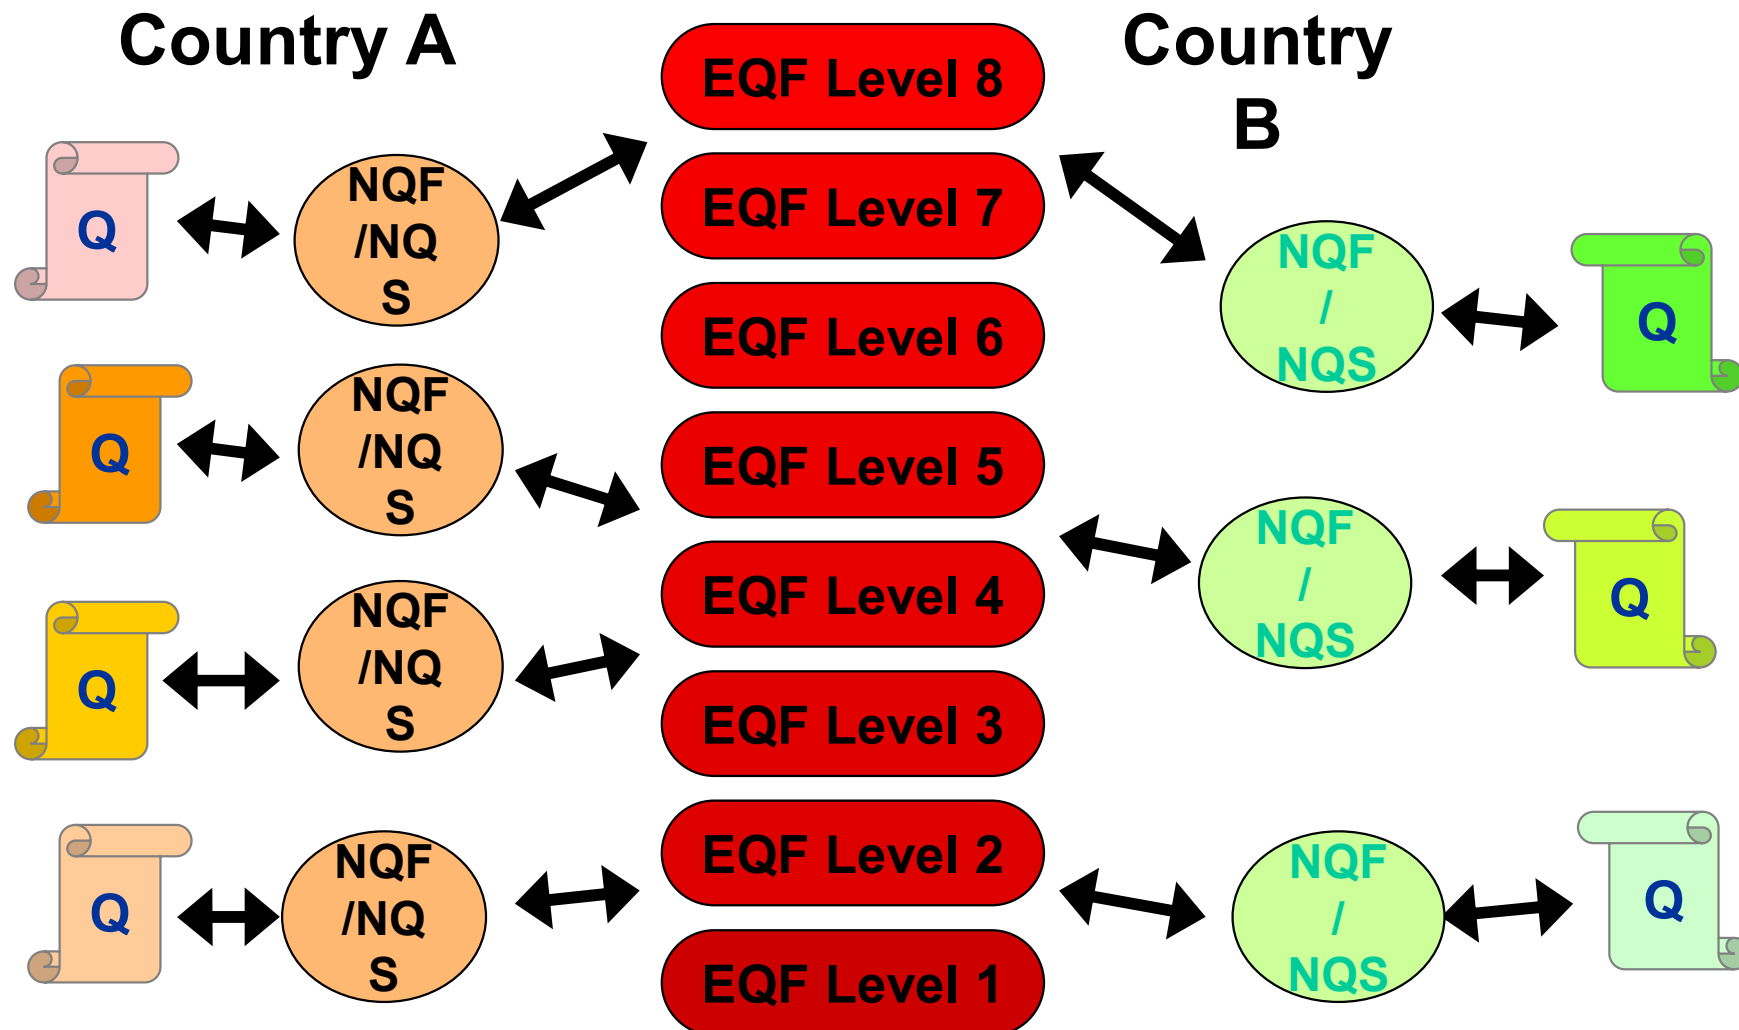 Country A
Country
B
EQF Level 8
EQF Level 7
EQF Level 6
EQF Level 5
EQF Level 4
EQF Level 3
EQF Level 2
EQF Level 1
Q
NQF
/NQ
S
Q
NQF
/NQ
S
Q
NQF
/NQ
S
Q
NQF
/NQ
S
NQF
/
NQS
Q
NQF
/
NQS
Q
NQF
/
NQS
Q